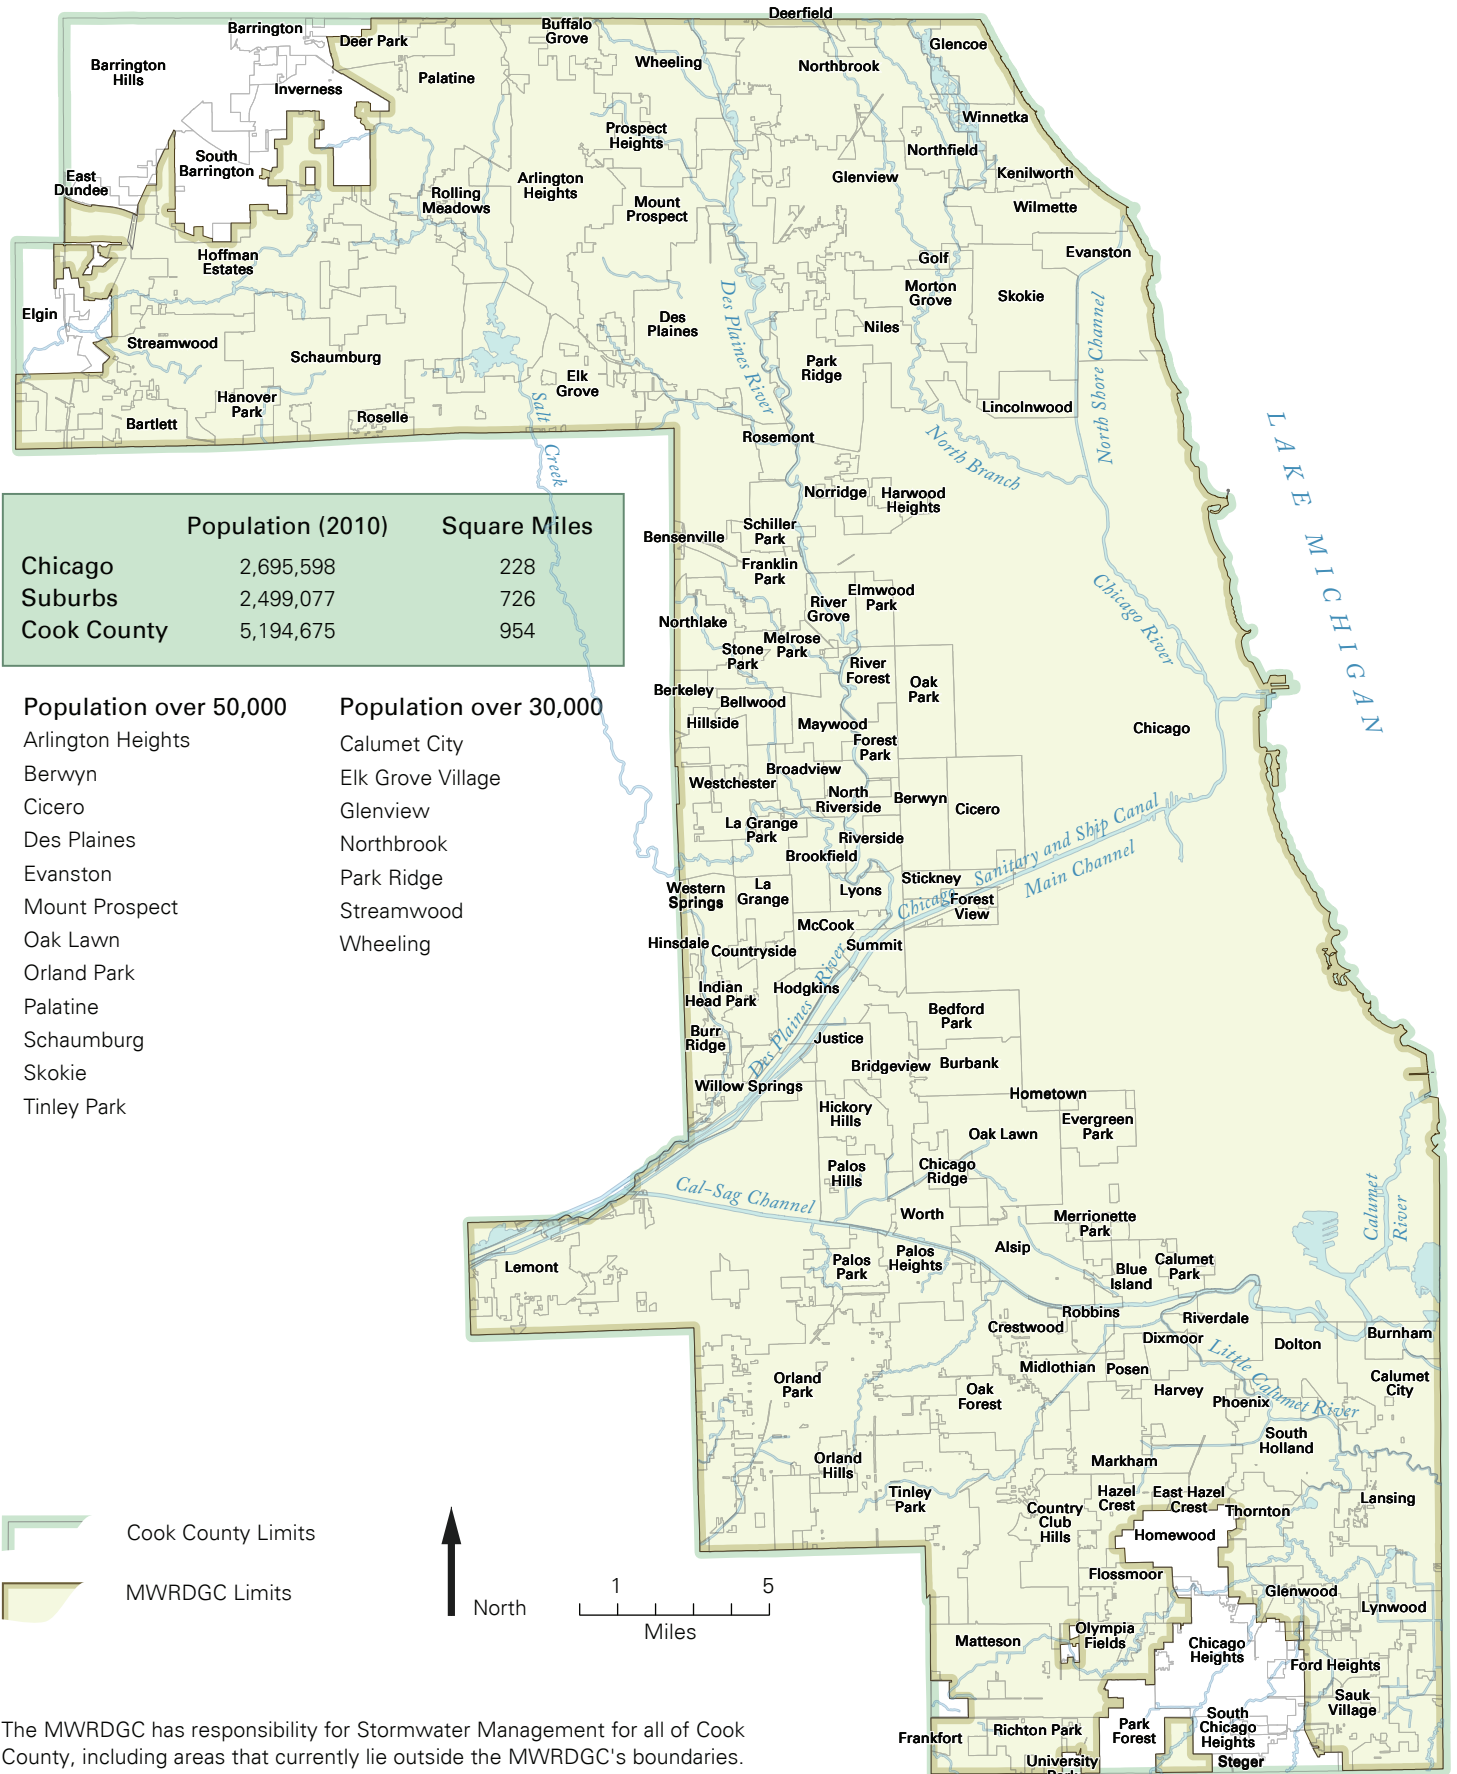 Deerfield
Barrington
Deer Park
Buffalo
Grove
Glencoe
Barrington
Hills
Wheeling
Northbrook
Palatine
Inverness
Winnetka
Prospect
Heights
Northfield
South
Barrington
East
Dundee
Arlington
Heights
Glenview
Kenilworth
Rolling
Meadows
Mount
Prospect
Wilmette
Hoffman
Estates
Golf
Evanston
Morton
Grove
Skokie
Elgin
Des
Plaines
Des Plaines River
Niles
North Shore Channel
Streamwood
Schaumburg
Park
Ridge
Elk
Grove
Hanover
Park
Roselle
Bartlett
Salt
Creek
Lincolnwood
Rosemont
North Branch
LAKE MICHIGAN
Norridge
Harwood
Heights
Population (2010) Square Miles
Chicago 2,695,598 228
Suburbs 2,499,077 726
Cook County 5,194,675 954
Bensenville
Schiller
Park
Franklin
Park
Elmwood
Park
River
Grove
Chicago River
Northlake
Melrose
Park
Stone
Park
River
Forest
Oak
Park
Berkeley
Bellwood
Hillside
Maywood
Chicago
Forest
Park
Broadview
Westchester
North
Riverside
Berwyn
Cicero
La Grange
Park
Riverside
Brookfield
Chicago Sanitary and Ship Canal
Main Channel
Western
Springs
La
Grange
Lyons
Stickney
Forest
View
McCook
Hinsdale
Countryside
Summit
Indian
Head Park
Hodgkins
Des Plaines River
Bedford
Park
Burr
Ridge
Justice
Bridgeview
Burbank
Willow Springs
Hometown
Hickory
Hills
Evergreen
Park
Oak Lawn
Population over 50,000
Arlington Heights
Berwyn
Cicero
Des Plaines
Evanston
Mount Prospect
Oak Lawn
Orland Park
Palatine
Schaumburg
Skokie
Tinley Park
Population over 30,000
Calumet City
Elk Grove Village
Glenview
Northbrook
Park Ridge
Streamwood
Wheeling
Palos
Hills
Chicago
Ridge
Cal-Sag Channel
Worth
Merrionette
Park
Calumet
River
Lemont
Palos
Park
Palos
Heights
Alsip
Blue
Island
Calumet
Park
Robbins
Crestwood
Riverdale
Dixmoor
Dolton
Burnham
Little Calumet River
Midlothian
Posen
Orland
Park
Oak
Forest
Harvey
Phoenix
Calumet
City
South
Holland
Orland
Hills
Markham
Tinley
Park
Hazel
Crest
East Hazel
Crest
Country
Club
Hills
Thornton
Lansing
Homewood
Flossmoor
Glenwood
Lynwood
Matteson
Olympia
Fields
Chicago
Heights
Ford Heights
Sauk
Village
Frankfort
Richton Park
Park
Forest
South
Chicago
Heights
University
Park
Steger
Cook County Limits
MWRDGC Limits
North
1 5
Miles
The MWRDGC has responsibility for Stormwater Management for all of Cook
County, including areas that currently lie outside the MWRDGC's boundaries.